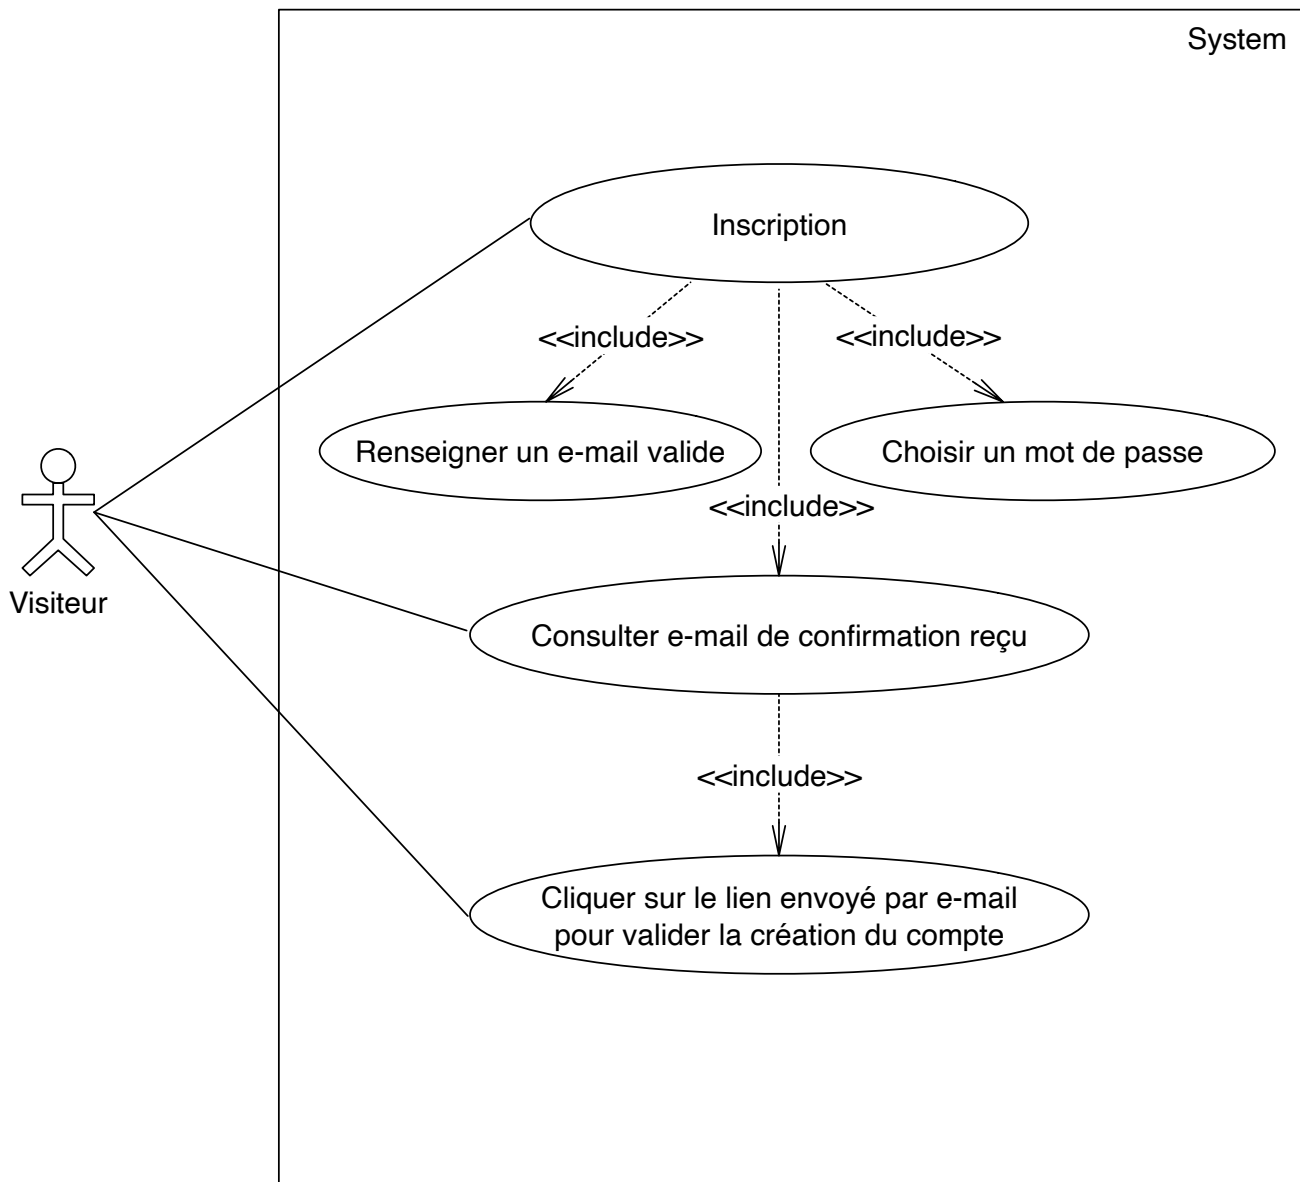 System
Inscription
<<include>>
<<include>>
Renseigner un e-mail valide
Choisir un mot de passe
<<include>>
Visiteur
Consulter e-mail de confirmation reçu
<<include>>
Cliquer sur le lien envoyé par e-mail
pour valider la création du compte